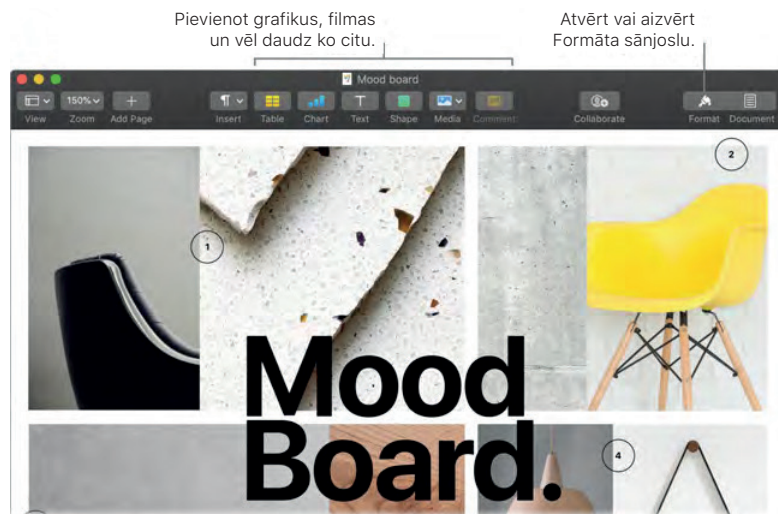 Pievienot grafikus, filmas
un vēl daudz ko citu.
Atvērt vai aizvērt
Formāta sānjoslu.
Mood board
150%
View Zoom Add Page Insert Table Chart Text Shape Media Comment Collaborate Format Document
1
2
Mood
Board.
4